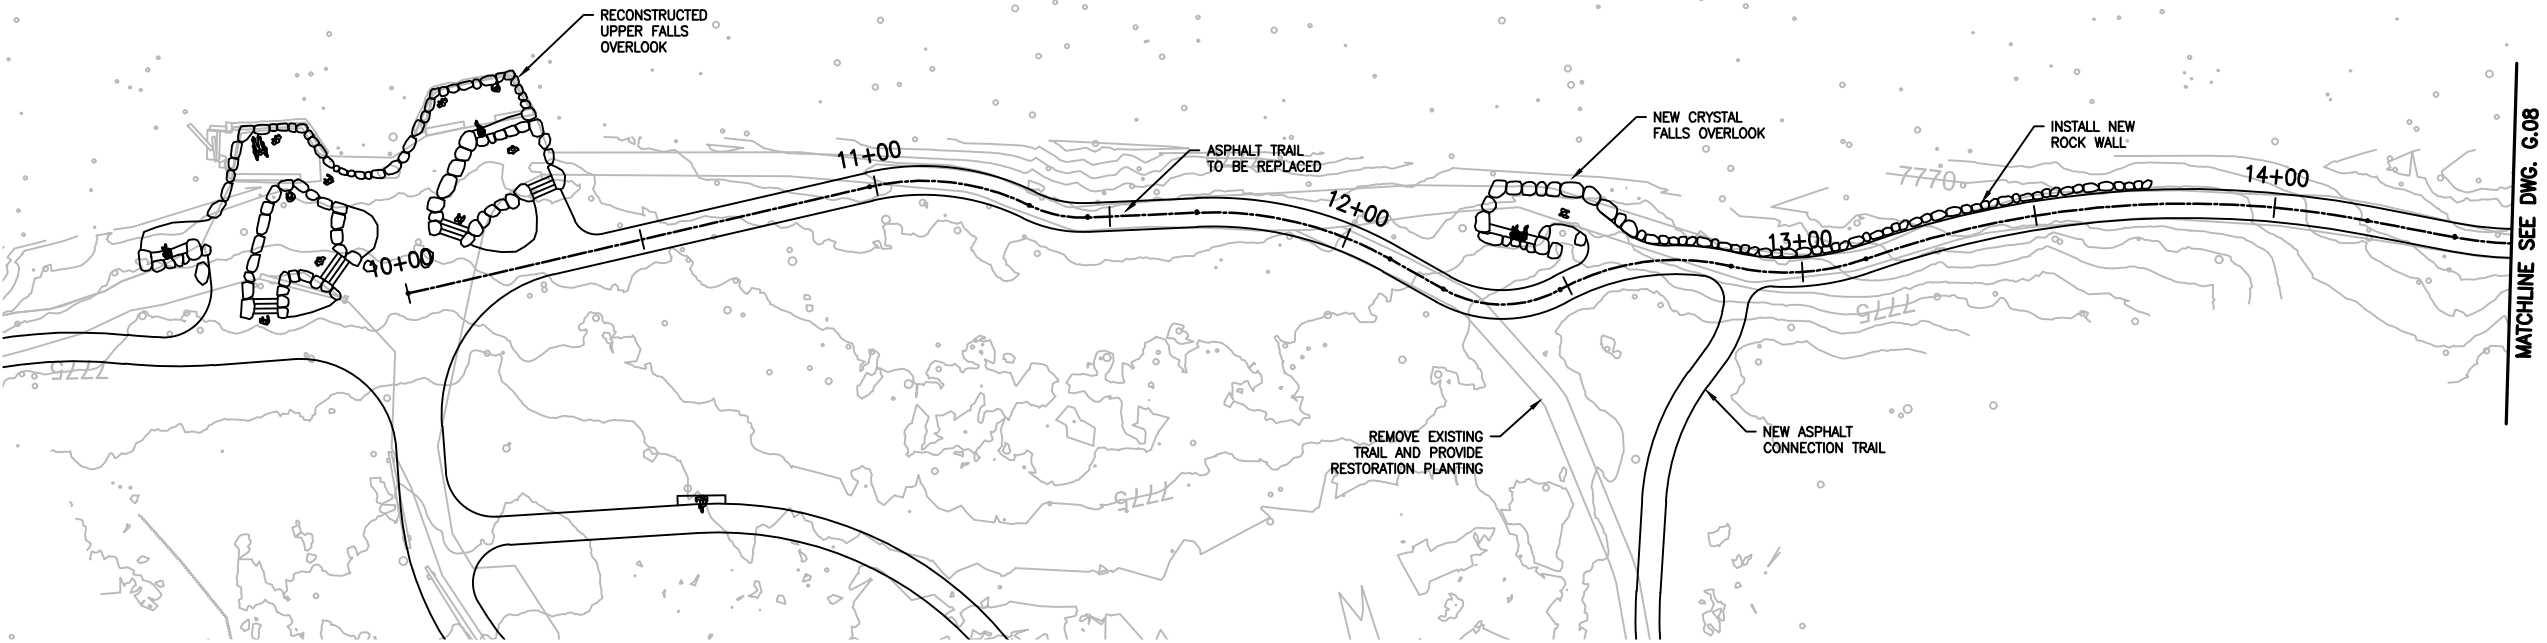 RECONSTRUCTED
UPPER FALLS
OVERLOOK
NEW CRYSTAL
FALLS OVERLOOK
INSTALL NEW
ROCK WALL
ASPHALT TRAIL
TO BE REPLACED
10+00
11+00
12+00
13+00
14+00
7770
7775
7775
7775
REMOVE EXISTING
TRAIL AND PROVIDE
RESTORATION PLANTING
NEW ASPHALT
CONNECTION TRAIL
MATCHLINE SEE DWG. G.08